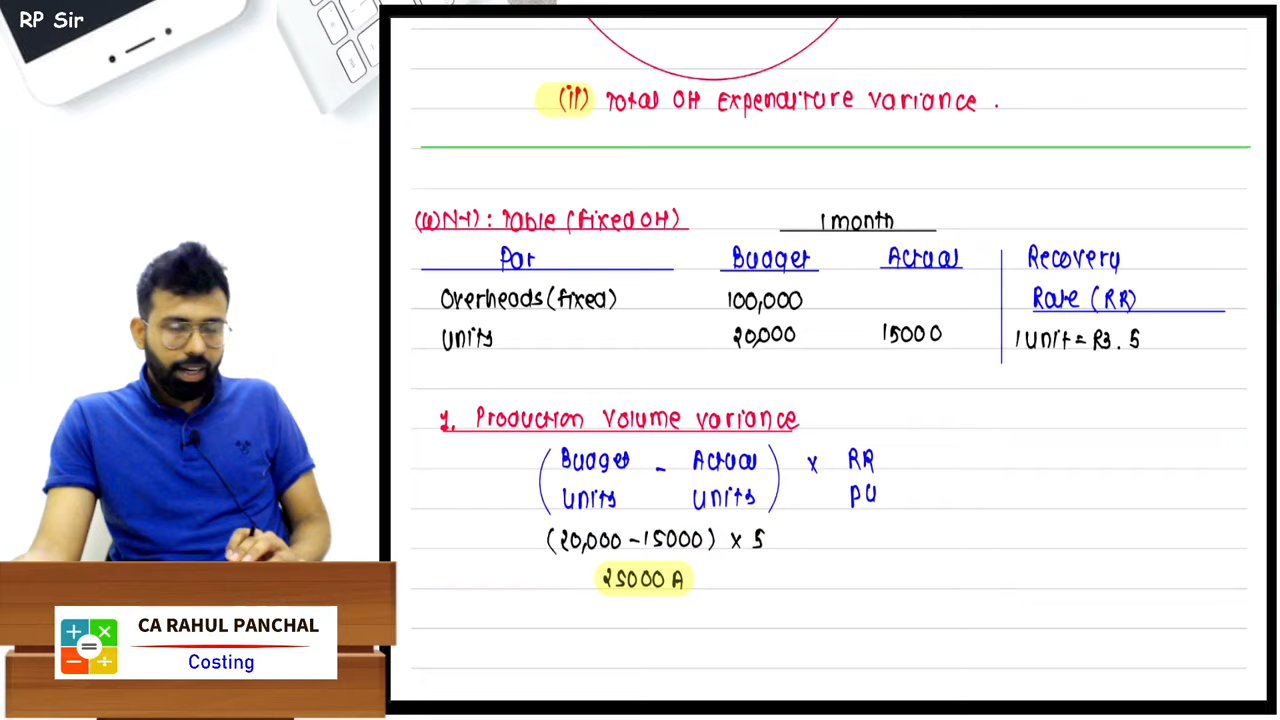 RP Sir
(ii) Total OH Expenditure variance.
(WN-1) : Table (Fixed OH) 1 month
Par Budget Actual Recovery
Overheads (fixed) 100,000 Rate (RR)
Units 20,000 15000 1 Unit = Rs. 5
1. Production Volume variance
Budget - Actual × RR
Units Units PU
(20,000 - 15000) × 5
25000 A
CA RAHUL PANCHAL
Costing